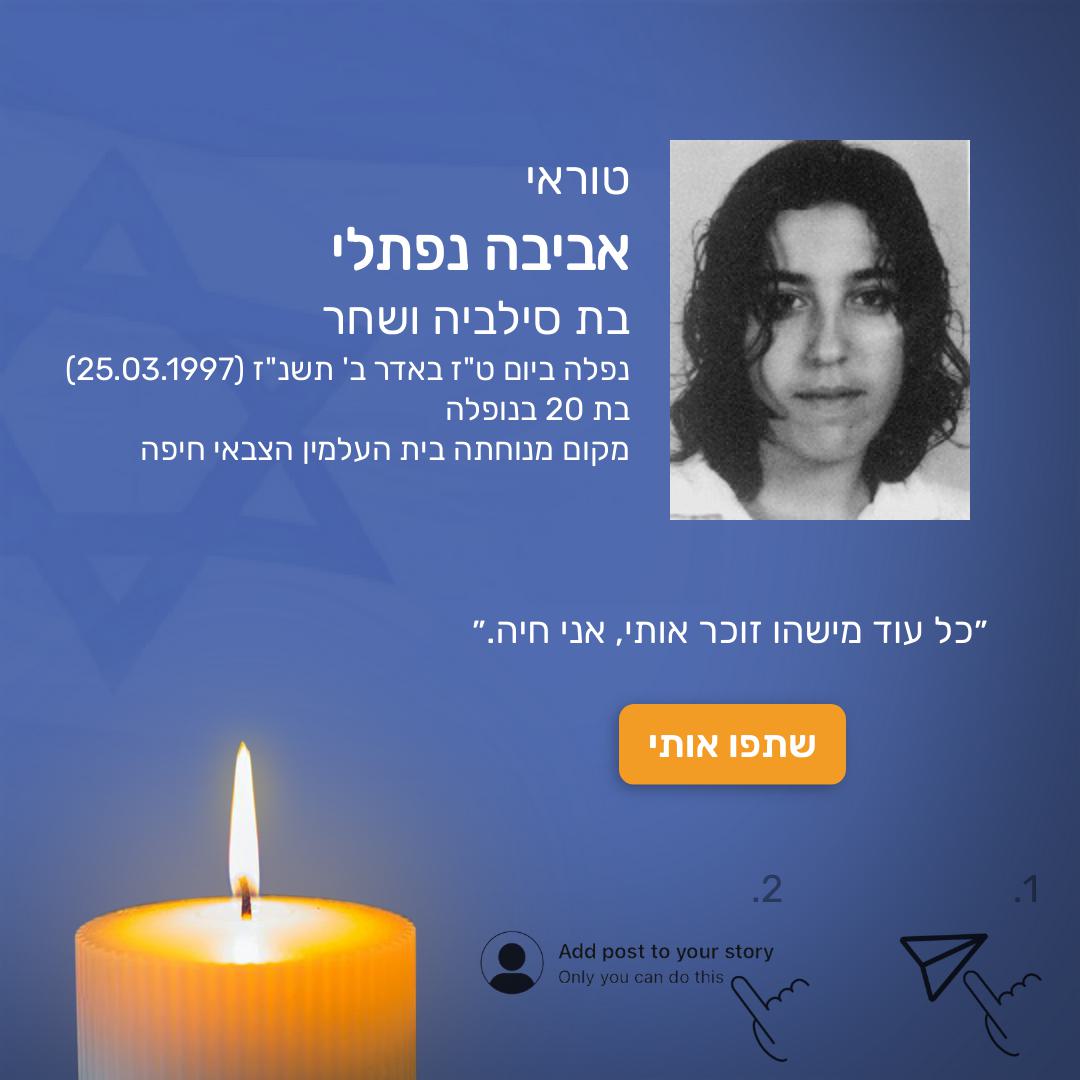 טוראי
אביבה נפתלי
בת סילביה ושחר
נפלה ביום ט"ז באדר ב' תשנ"ז (25.03.1997)
בת 20 בנופלה
מקום מנוחתה בית העלמין הצבאי חיפה
״כל עוד מישהו זוכר אותי, אני חיה.״
שתפו אותי
.1
.2
Add post to your story
Only you can do this